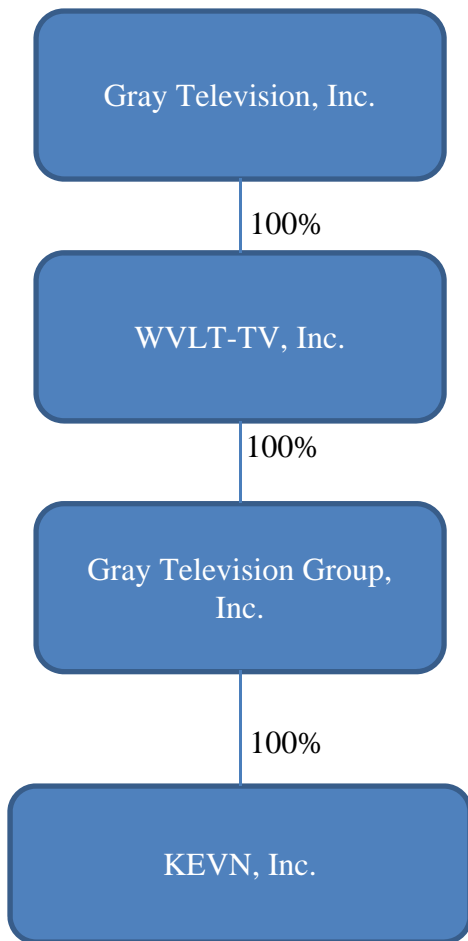 Gray Television, Inc.
100%
WVLT-TV, Inc.
100%
Gray Television Group,
Inc.
100%
KEVN, Inc.